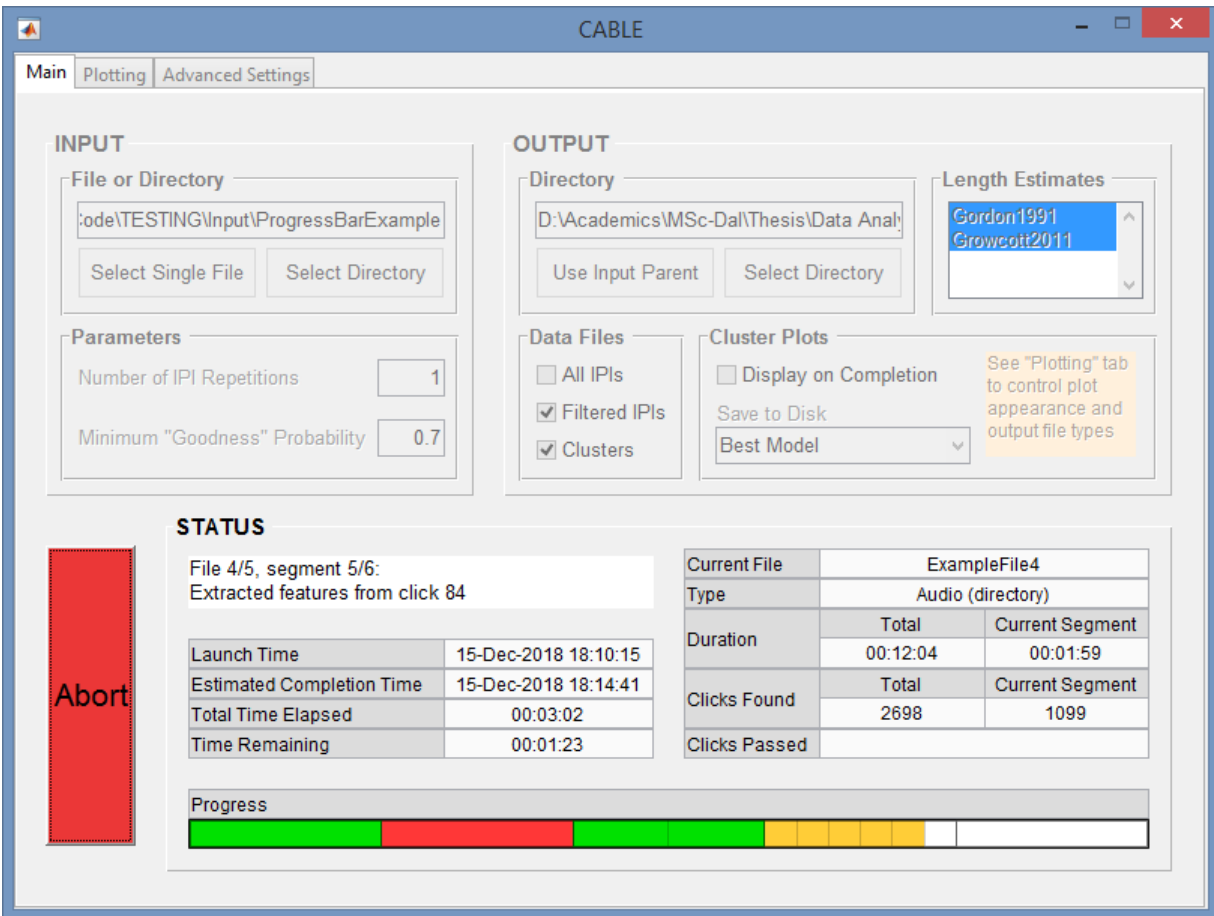 CABLE
Main Plotting Advanced Settings
INPUT
File or Directory
:ode\TESTING\Input\ProgressBarExample
Select Single File Select Directory
Parameters
Number of IPI Repetitions 1
Minimum "Goodness" Probability 0.7
OUTPUT
Directory
D:\Academics\MSc-Dal\Thesis\Data Analy
Use Input Parent Select Directory
Length Estimates
Gordon1991
Growcott2011
Data Files
All IPIs
Filtered IPIs
Clusters
Cluster Plots
Display on Completion
Save to Disk
Best Model
See "Plotting" tab
to control plot
appearance and
output file types
Abort
STATUS
File 4/5, segment 5/6:
Extracted features from click 84
Launch Time 15-Dec-2018 18:10:15
Estimated Completion Time 15-Dec-2018 18:14:41
Total Time Elapsed 00:03:02
Time Remaining 00:01:23
Current File ExampleFile4
Type Audio (directory)
Duration Total Current Segment
00:12:04 00:01:59
Clicks Found Total Current Segment
2698 1099
Clicks Passed
Progress